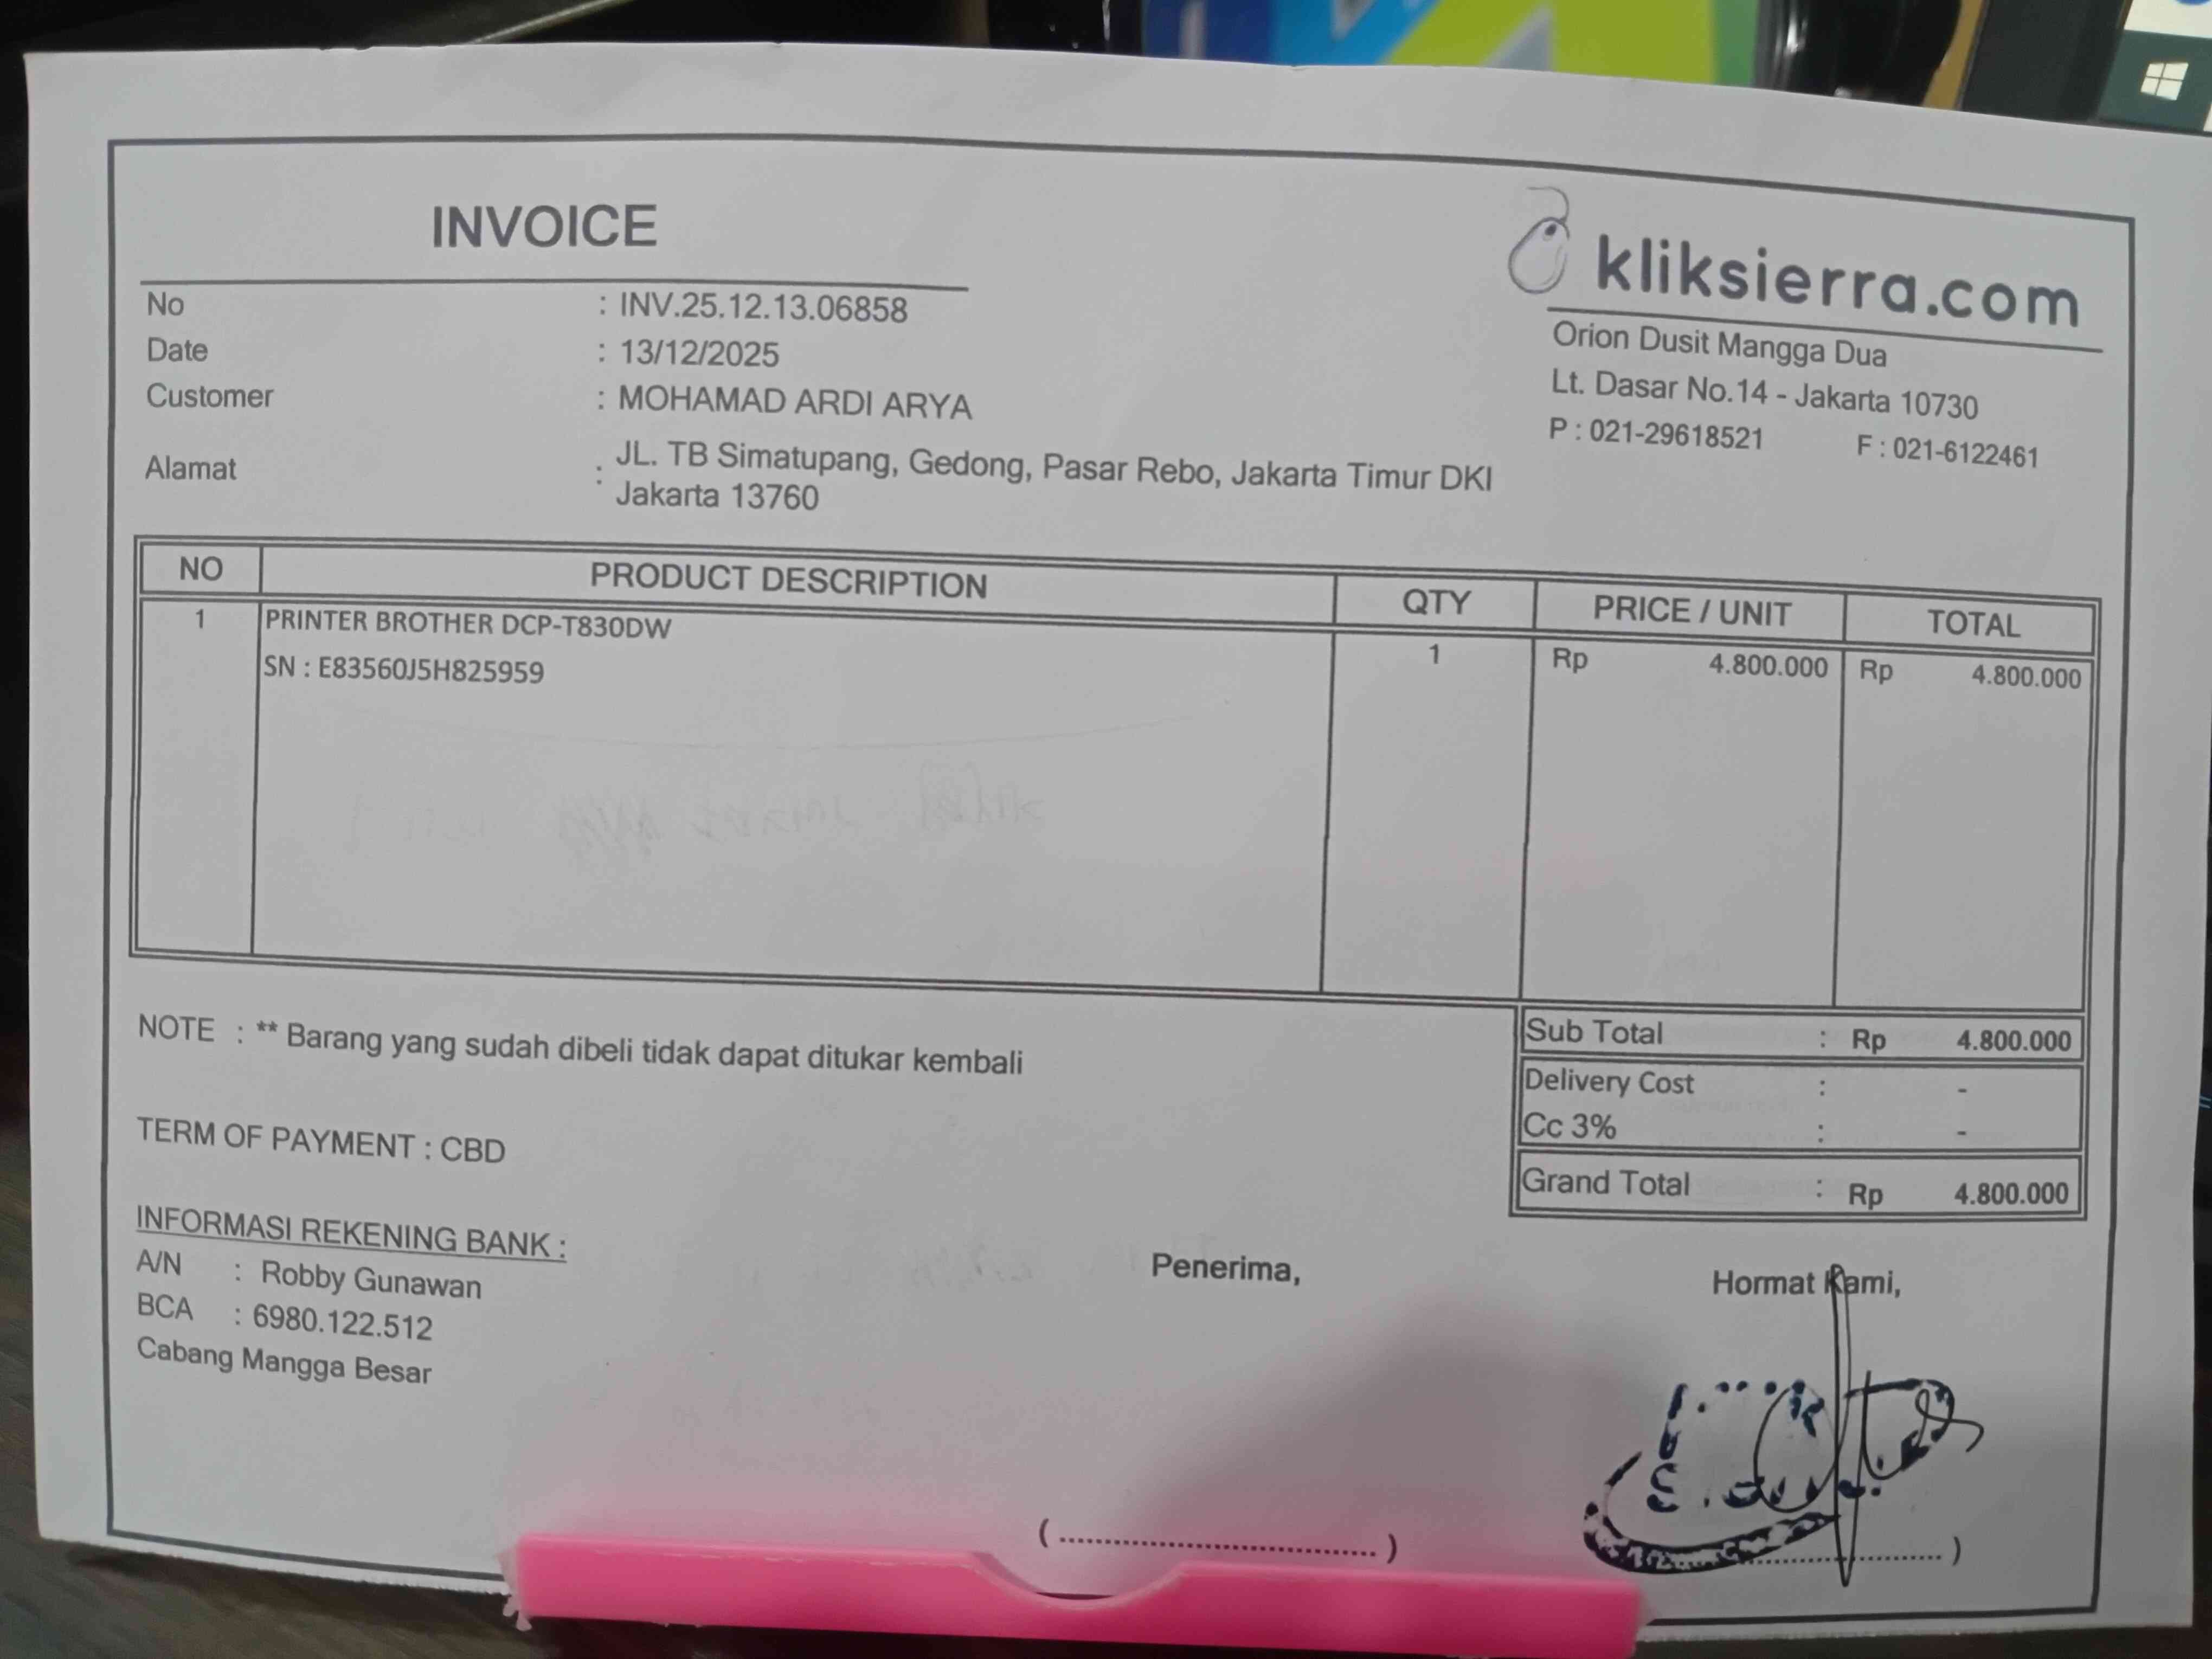 INVOICE
kliksierra.com
Orion Dusit Mangga Dua
Lt. Dasar No.14 - Jakarta 10730
P : 021-29618521 F : 021-6122461
No : INV.25.12.13.06858
Date : 13/12/2025
Customer : MOHAMAD ARDI ARYA
Alamat : JL. TB Simatupang, Gedong, Pasar Rebo, Jakarta Timur DKI
Jakarta 13760
NO PRODUCT DESCRIPTION QTY PRICE / UNIT TOTAL
1 PRINTER BROTHER DCP-T830DW 1 Rp 4.800.000 Rp 4.800.000
SN : E83560J5H825959
NOTE : ** Barang yang sudah dibeli tidak dapat ditukar kembali
Sub Total : Rp 4.800.000
Delivery Cost : -
Cc 3% : -
Grand Total : Rp 4.800.000
TERM OF PAYMENT : CBD
INFORMASI REKENING BANK :
A/N : Robby Gunawan
BCA : 6980.122.512
Cabang Mangga Besar
Penerima,
Hormat Kami,
( .................................. )
.................... )